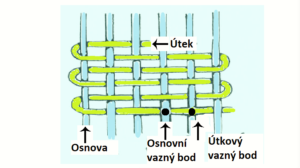 Útek
Osnova
Osnovní
vazný bod
Útkový
vazný bod